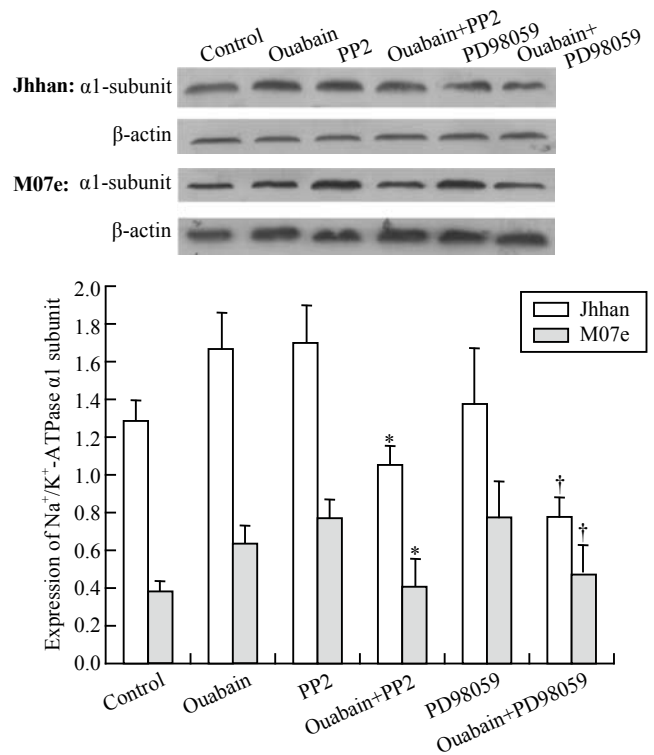 Control Ouabain PP2 Ouabain+PP2 PD98059 Ouabain+
PD98059
Jhhan: α1-subunit
β-actin
M07e: α1-subunit
β-actin
Expression of Na⁺/K⁺-ATPase α1 subunit
2.0
1.8
1.6
1.4
1.2
1.0
0.8
0.6
0.4
0.2
0.0
Jhhan
M07e
*
*
†
†
Control
Ouabain
PP2
Ouabain+PP2
PD98059
Ouabain+PD98059